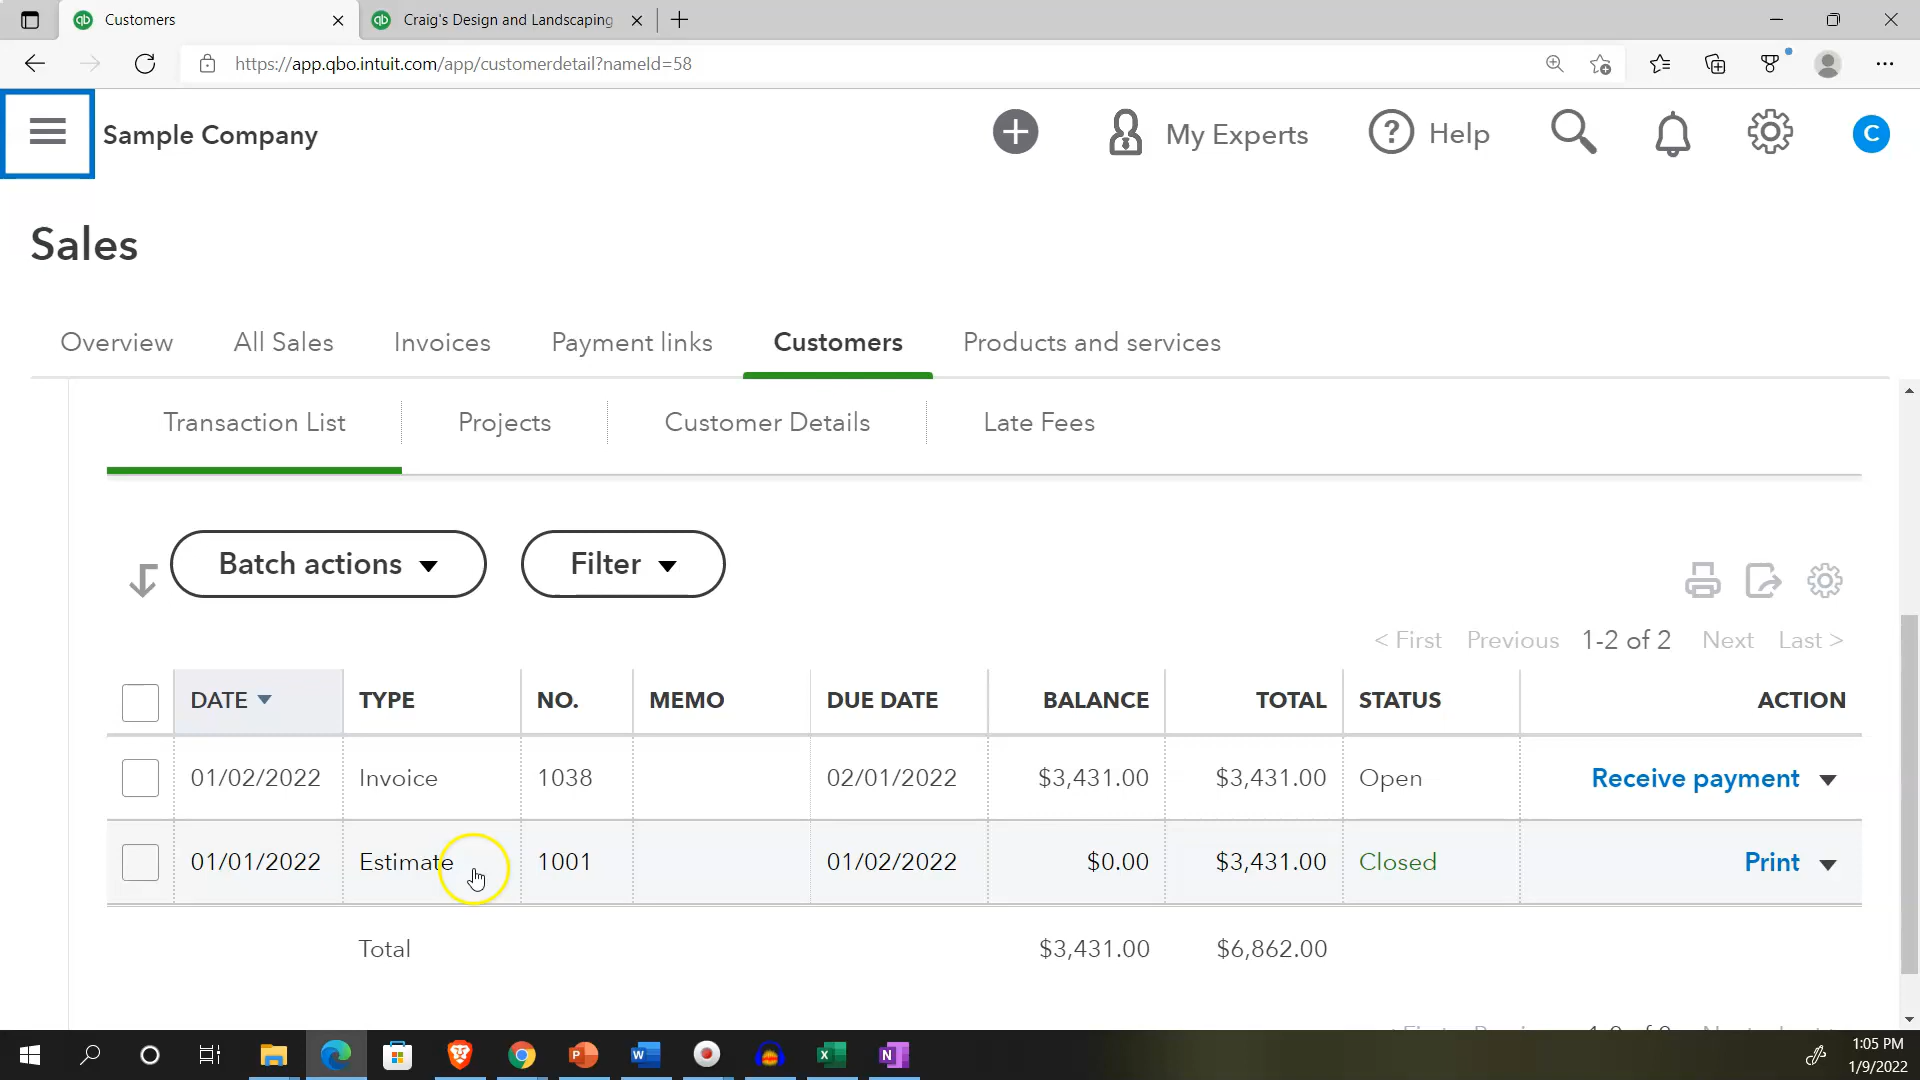 Customers
Craig's Design and Landscaping
https://app.qbo.intuit.com/app/customerdetail?nameId=58
Sample Company
My Experts
Help
C
Sales
Overview All Sales Invoices Payment links Customers Products and services
Transaction List Projects Customer Details Late Fees
Batch actions Filter
< First Previous 1-2 of 2 Next Last >
DATE TYPE NO. MEMO DUE DATE BALANCE TOTAL STATUS ACTION
01/02/2022 Invoice 1038 02/01/2022 $3,431.00 $3,431.00 Open Receive payment
01/01/2022 Estimate 1001 01/02/2022 $0.00 $3,431.00 Closed Print
Total $3,431.00 $6,862.00
1:05 PM
1/9/2022